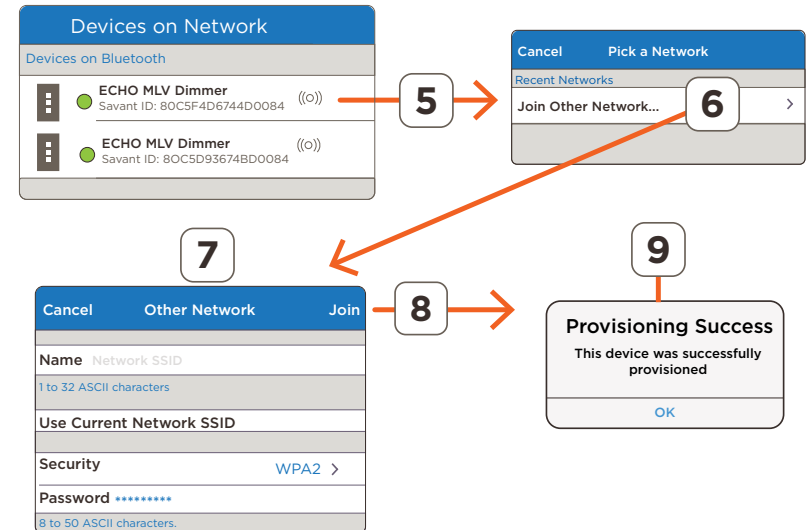 Devices on Network
Devices on Bluetooth
ECHO MLV Dimmer
Savant ID: 80C5F4D6744D0084
((o))
ECHO MLV Dimmer
Savant ID: 8OC5D93674BD0084
((o))
5
Cancel Pick a Network
Recent Networks
Join Other Network...
6
>
7
Cancel Other Network Join
Name Network SSID
1 to 32 ASCII characters
Use Current Network SSID
Security WPA2 >
Password *********
8 to 50 ASCII characters.
8
9
Provisioning Success
This device was successfully
provisioned
OK